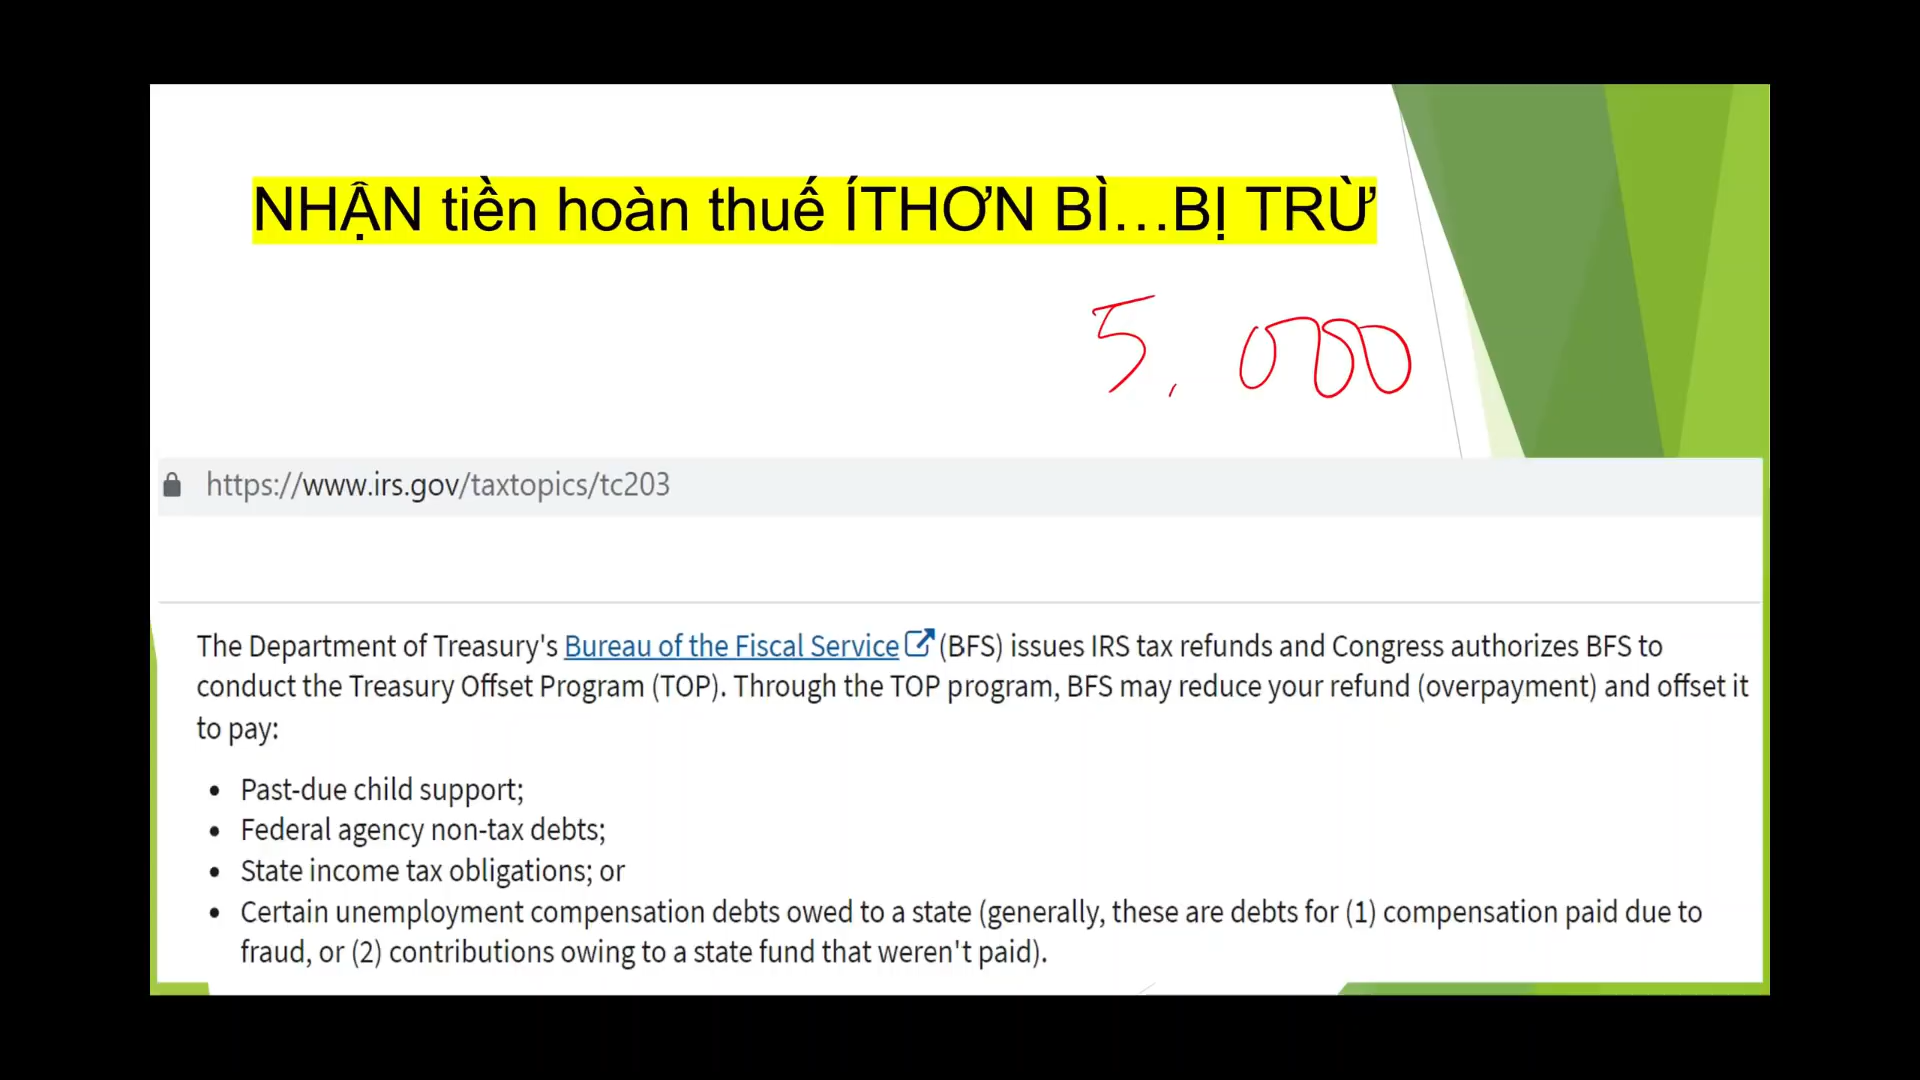 NHẬN tiền hoàn thuế ÍTHƠN BÌ...BỊ TRỪ
5,000
https://www.irs.gov/taxtopics/tc203
The Department of Treasury's Bureau of the Fiscal Service (BFS) issues IRS tax refunds and Congress authorizes BFS to
conduct the Treasury Offset Program (TOP). Through the TOP program, BFS may reduce your refund (overpayment) and offset it
to pay:
• Past-due child support;
• Federal agency non-tax debts;
• State income tax obligations; or
• Certain unemployment compensation debts owed to a state (generally, these are debts for (1) compensation paid due to
fraud, or (2) contributions owing to a state fund that weren't paid).